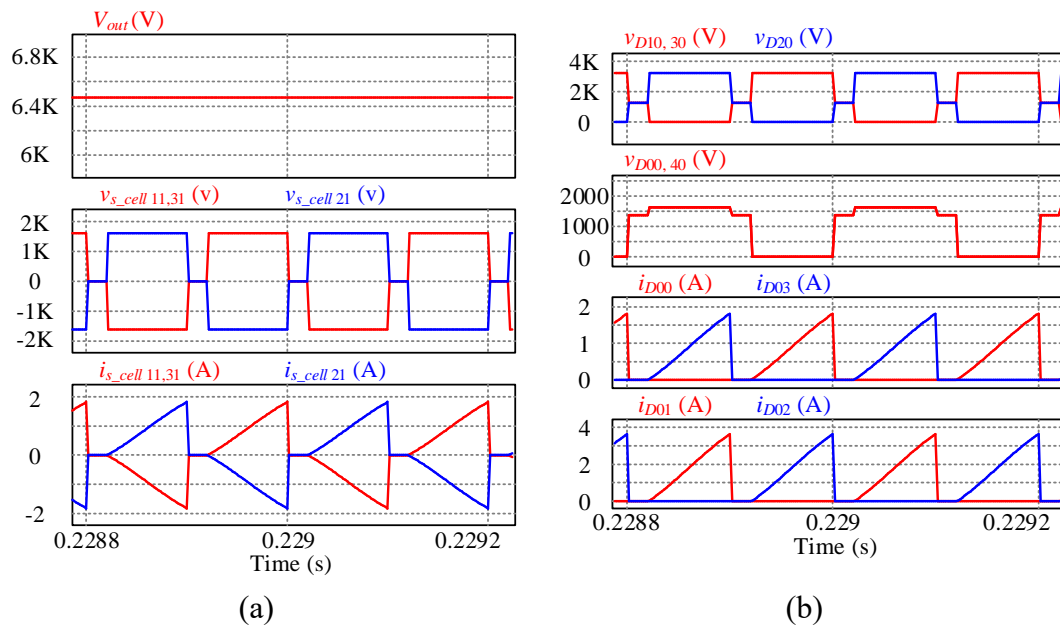 V_out (V)
6.8K
6.4K
6K
v_s_cell 11,31 (v) v_s_cell 21 (v)
2K
1K
0
-1K
-2K
i_s_cell 11,31 (A) i_s_cell 21 (A)
2
0
-2
0.2288 0.229 0.2292
Time (s)
(a)
v_D10, 30 (V) v_D20 (V)
4K
2K
0
v_D00, 40 (V)
2000
1000
0
i_D00 (A) i_D03 (A)
2
1
0
i_D01 (A) i_D02 (A)
4
2
0
0.2288 0.229 0.2292
Time (s)
(b)